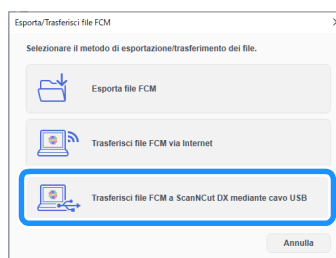 Esporta/Trasferisci file FCM
Selezionare il metodo di esportazione/trasferimento dei file.
Esporta file FCM
Trasferisci file FCM via Internet
Trasferisci file FCM a ScanNCut DX mediante cavo USB
Annulla